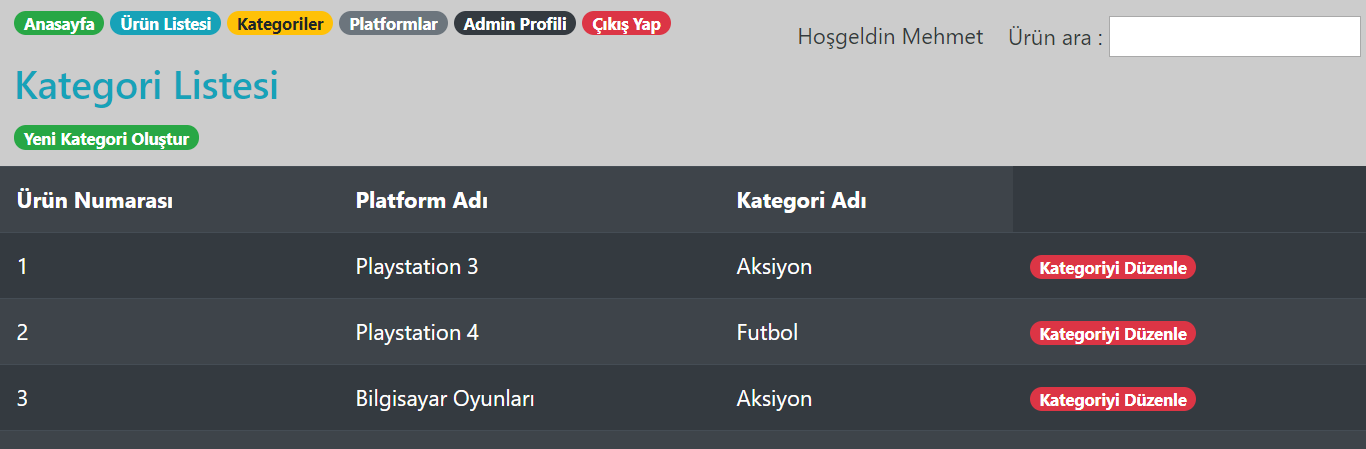 Anasayfa Ürün Listesi Kategoriler Platformlar Admin Profili Çıkış Yap
Hoşgeldin Mehmet Ürün ara :
Kategori Listesi
Yeni Kategori Oluştur
Ürün Numarası Platform Adı Kategori Adı
1 Playstation 3 Aksiyon Kategoriyi Düzenle
2 Playstation 4 Futbol Kategoriyi Düzenle
3 Bilgisayar Oyunları Aksiyon Kategoriyi Düzenle